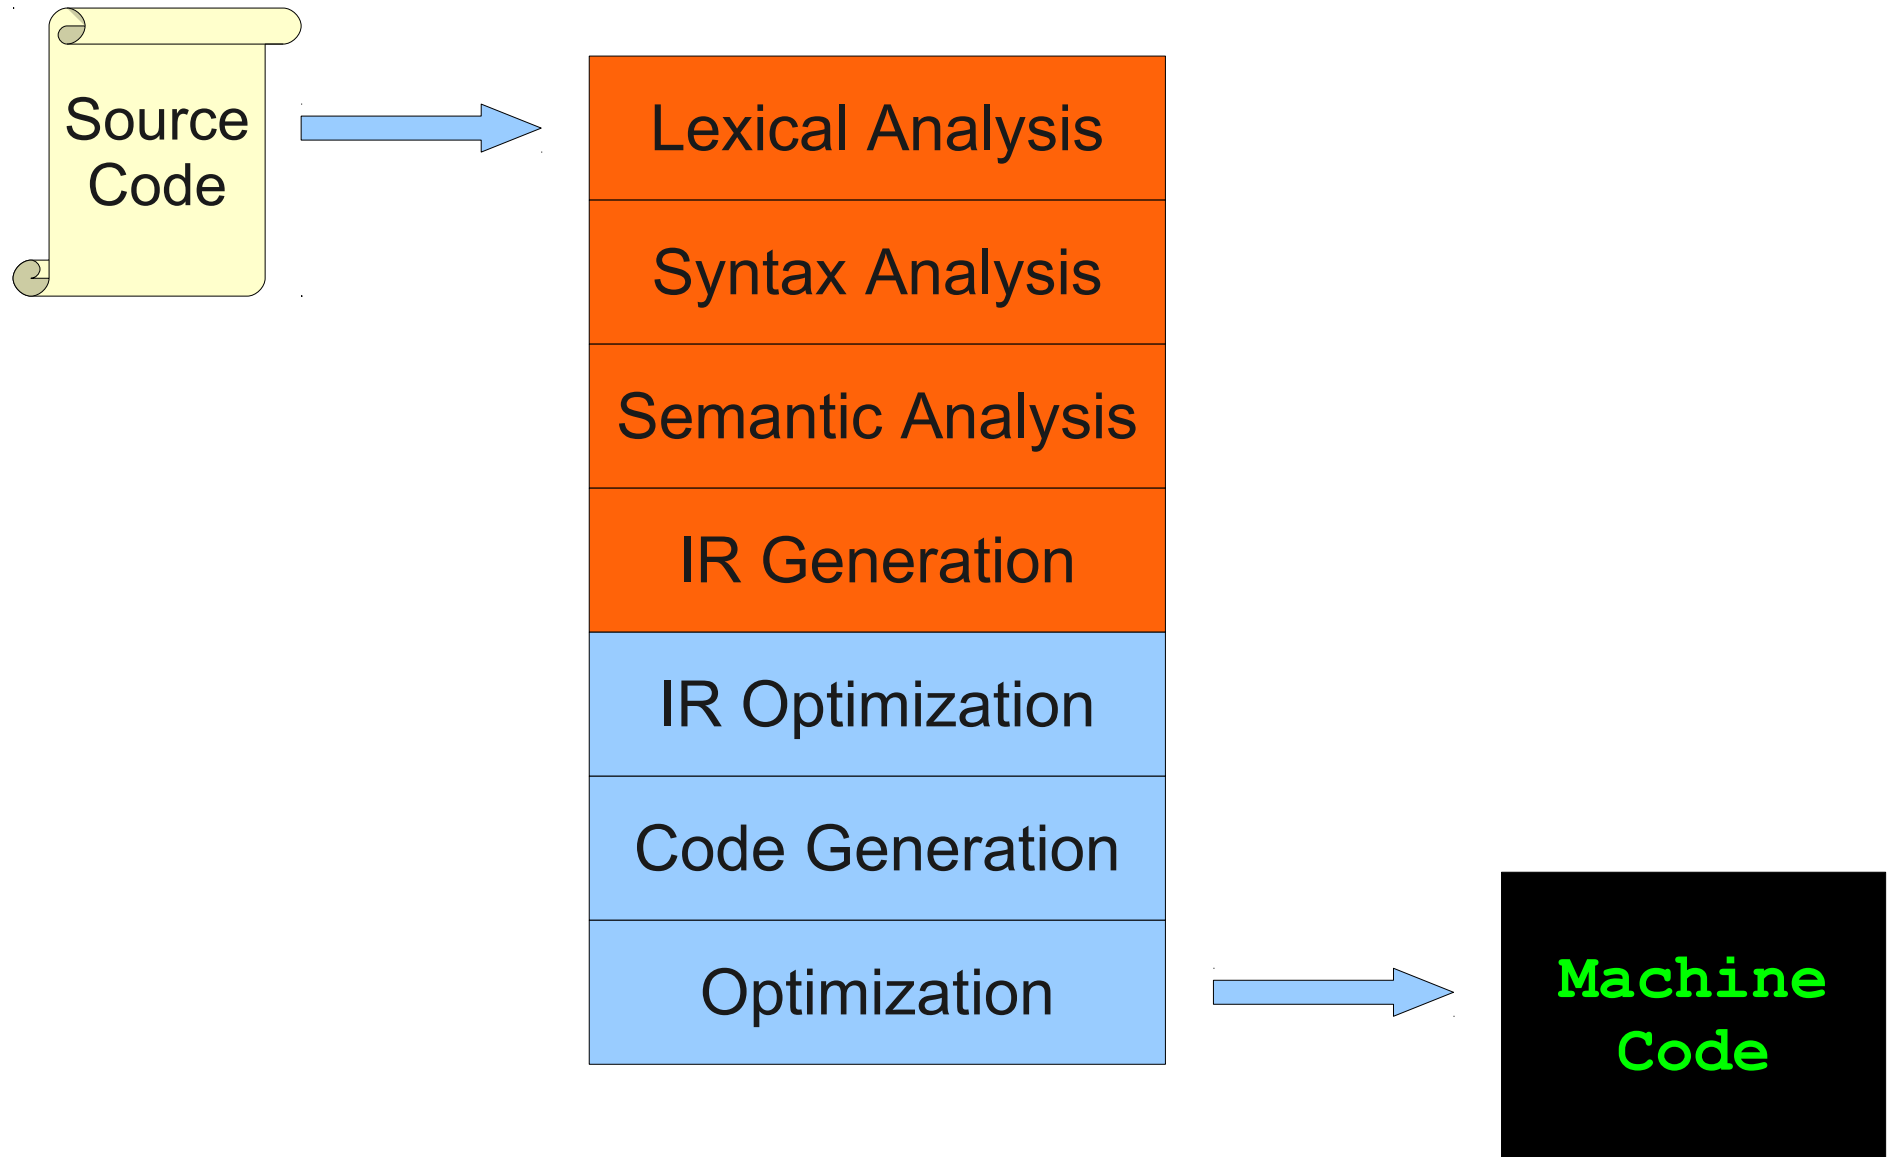 Source
Code
Lexical Analysis
Syntax Analysis
Semantic Analysis
IR Generation
IR Optimization
Code Generation
Optimization
Machine
Code